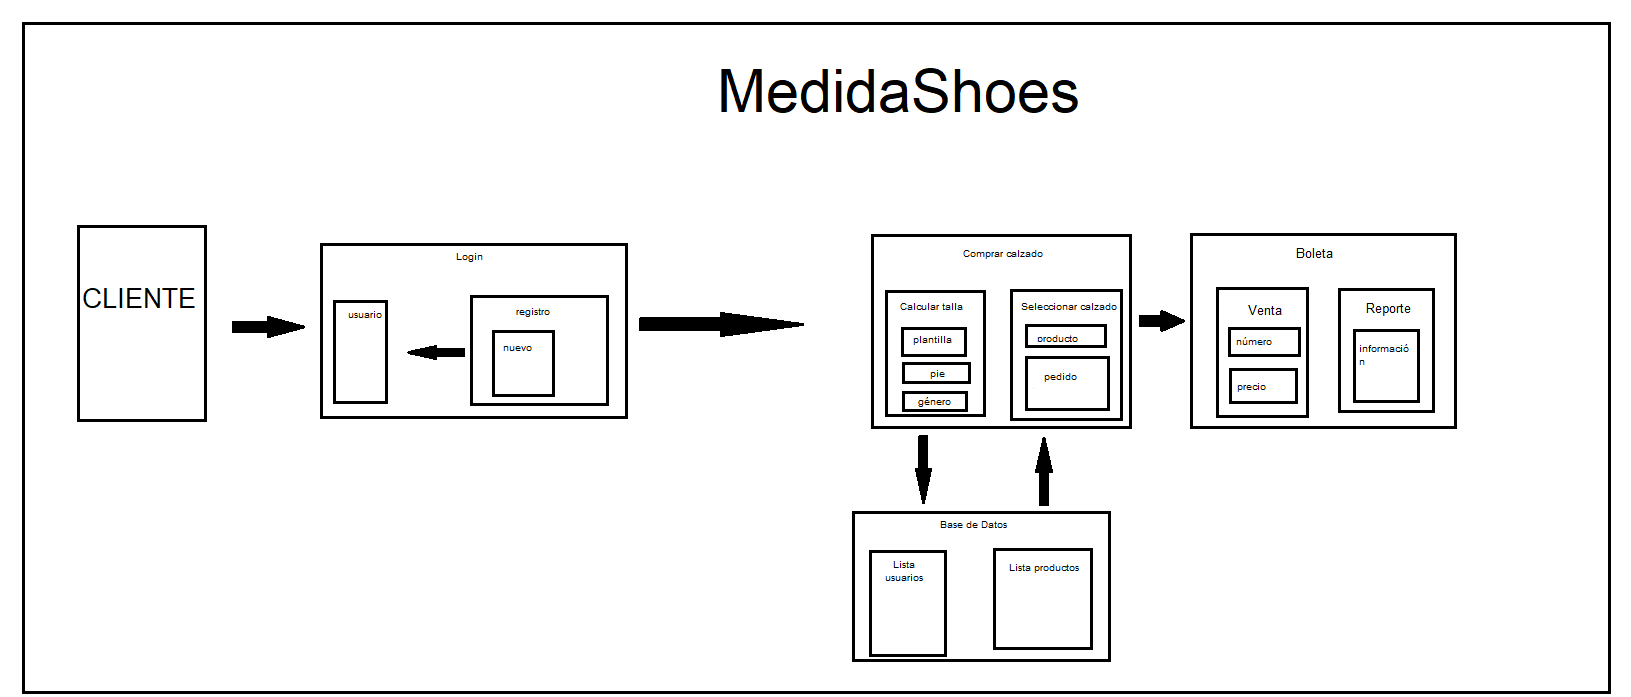 MedidaShoes
CLIENTE
Login
usuario
registro
nuevo
Comprar calzado
Calcular talla
plantilla
pie
género
Seleccionar calzado
producto
pedido
Boleta
Venta
número
precio
Reporte
informació
n
Base de Datos
Lista
usuarios
Lista productos